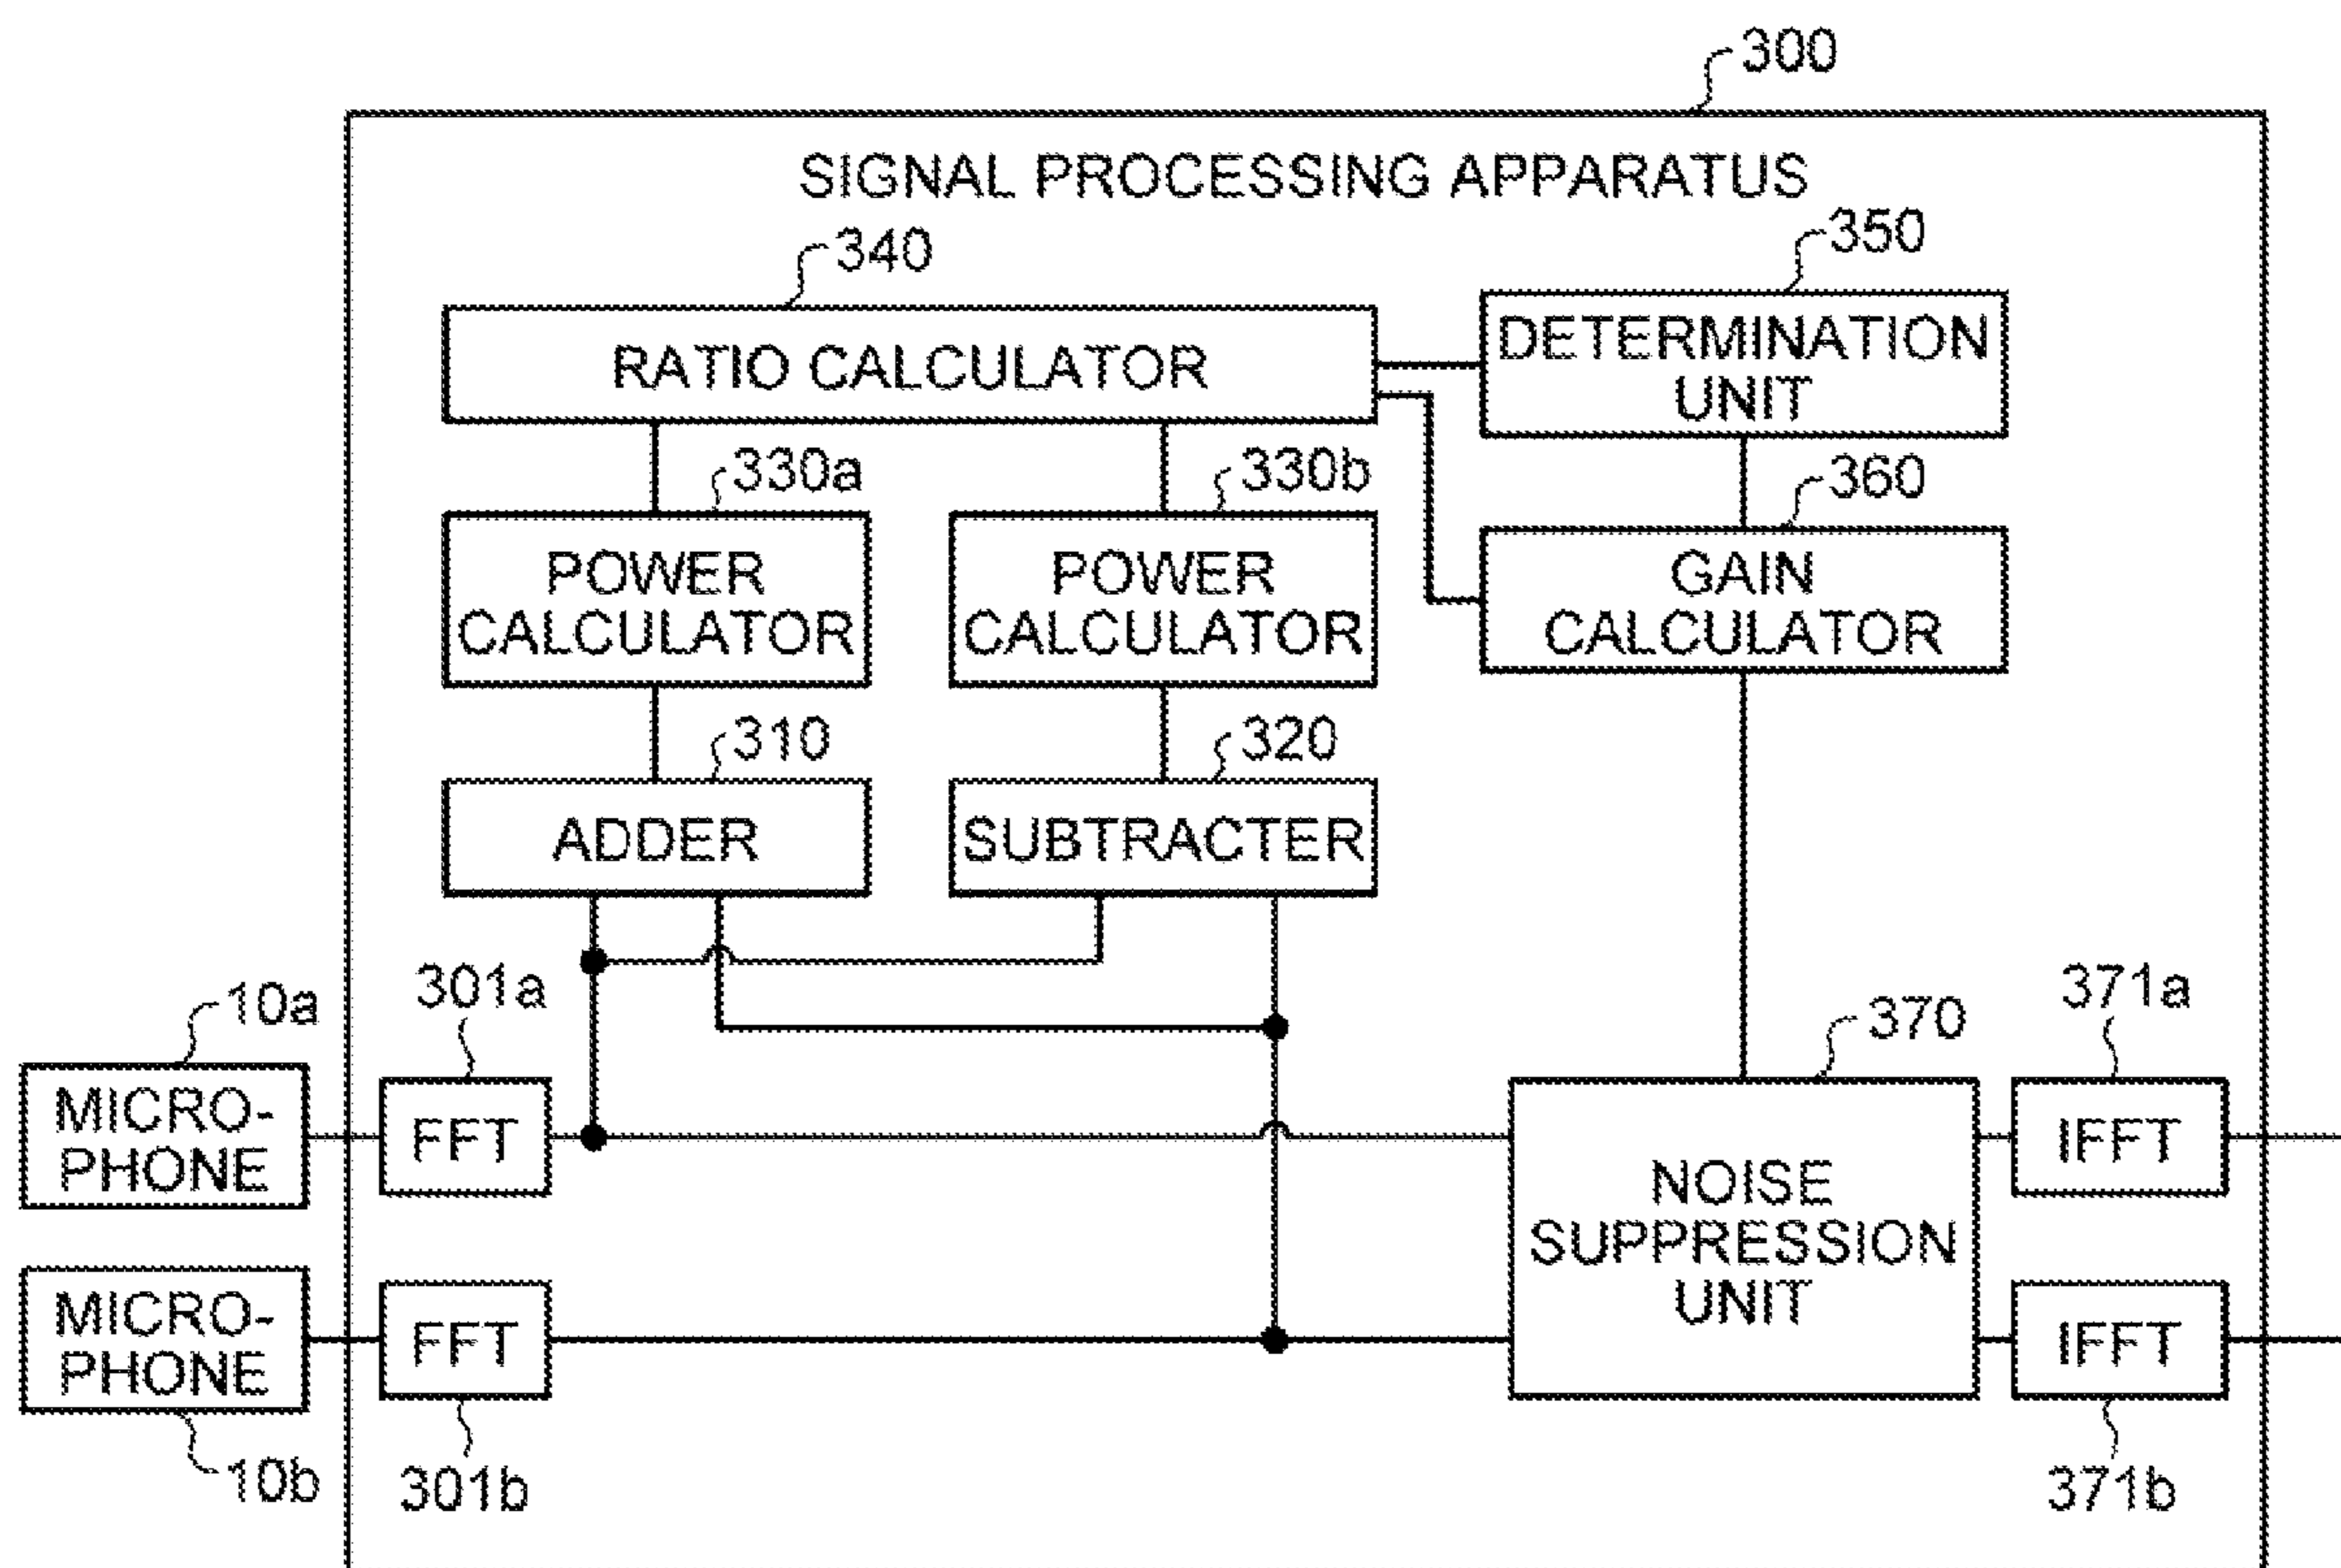 300
SIGNAL PROCESSING APPARATUS
340
350
RATIO CALCULATOR
DETERMINATION
UNIT
330a
330b
360
POWER
CALCULATOR
POWER
CALCULATOR
GAIN
CALCULATOR
310
320
ADDER
SUBTRACTER
10a
301a
370
371a
MICRO-
PHONE
FFT
NOISE
SUPPRESSION
UNIT
IFFT
MICRO-
PHONE
FFT
IFFT
10b
301b
371b